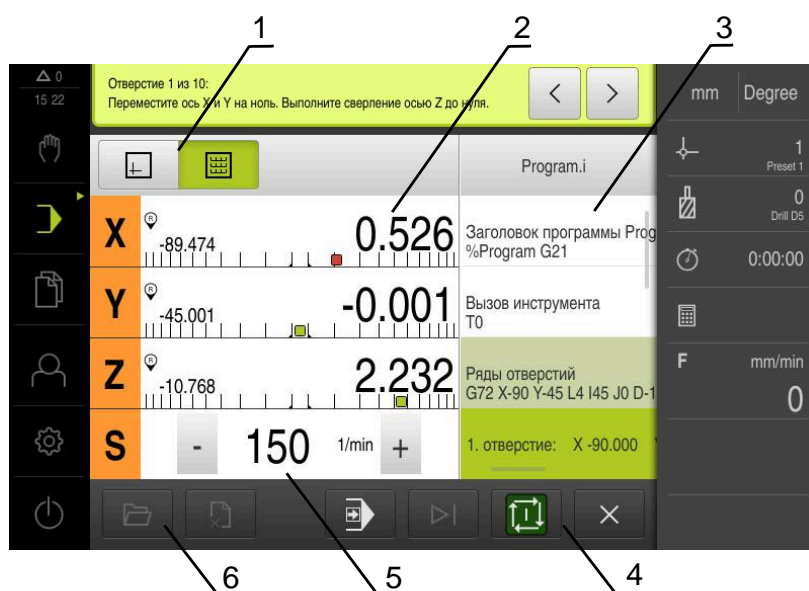 1
2
3
0
15 22
Отверстие 1 из 10:
Переместите ось X и Y на ноль. Выполните сверление осью Z до нуля.
<
>
mm
Degree
Program.i
1
Preset 1
X
R
-89.474
0.526
Заголовок программы Prog
%Program G21
0
Drill D5
0:00:00
Y
R
-45.001
-0.001
Вызов инструмента
T0
Z
R
-10.768
2.232
Ряды отверстий
G72 X-90 Y-45 L4 I45 J0 D-1
F
mm/min
0
S
-
150
1/min
+
1. отверстие: X -90.000
6
5
4